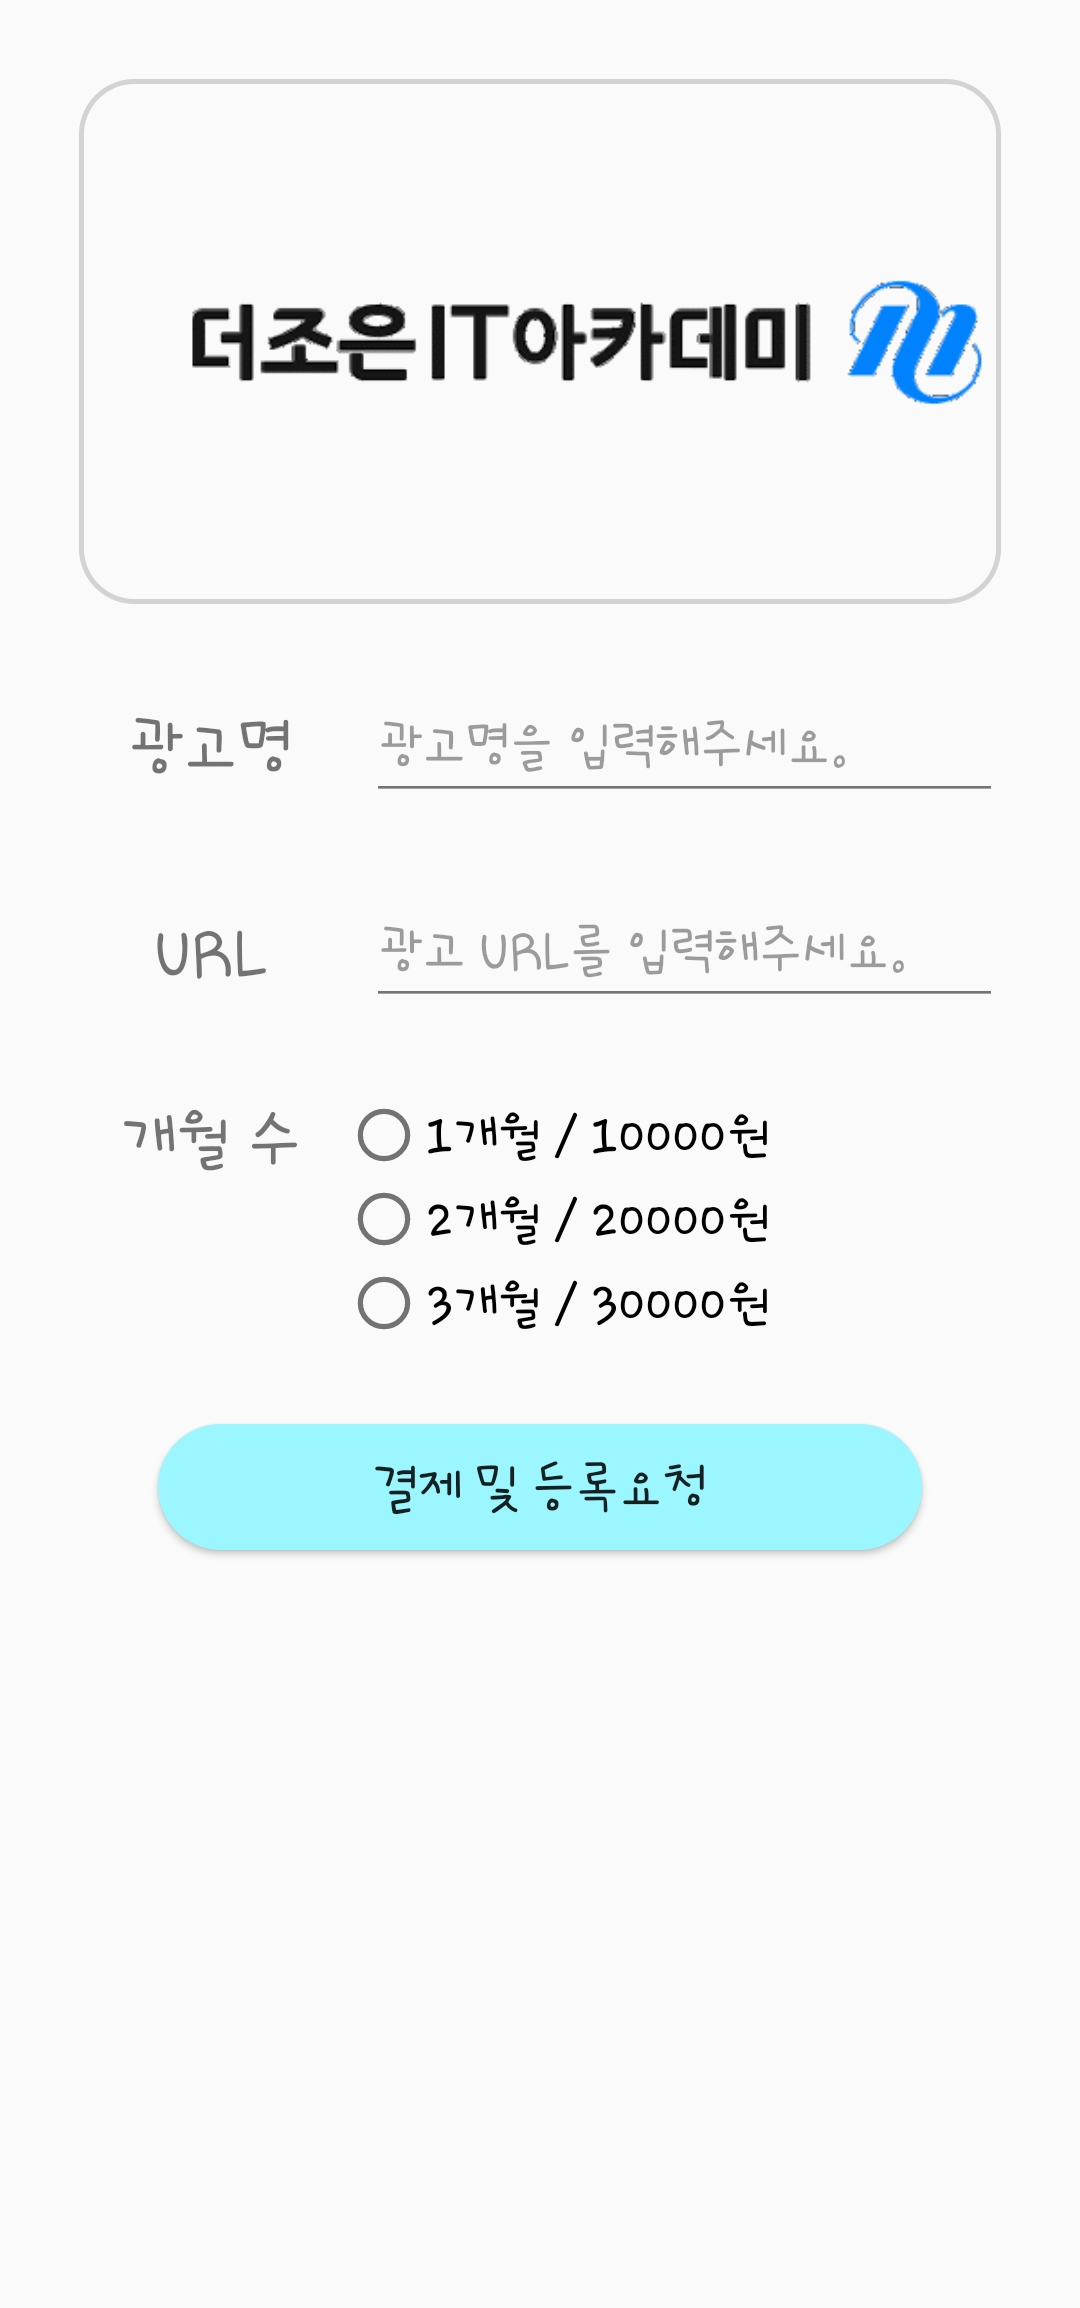 더조은IT아카데미
광고명 광고명을 입력해주세요.
URL 광고 URL를 입력해주세요.
개월 수 1개월 / 10000원
2개월 / 20000원
3개월 / 30000원
결제 및 등록요청